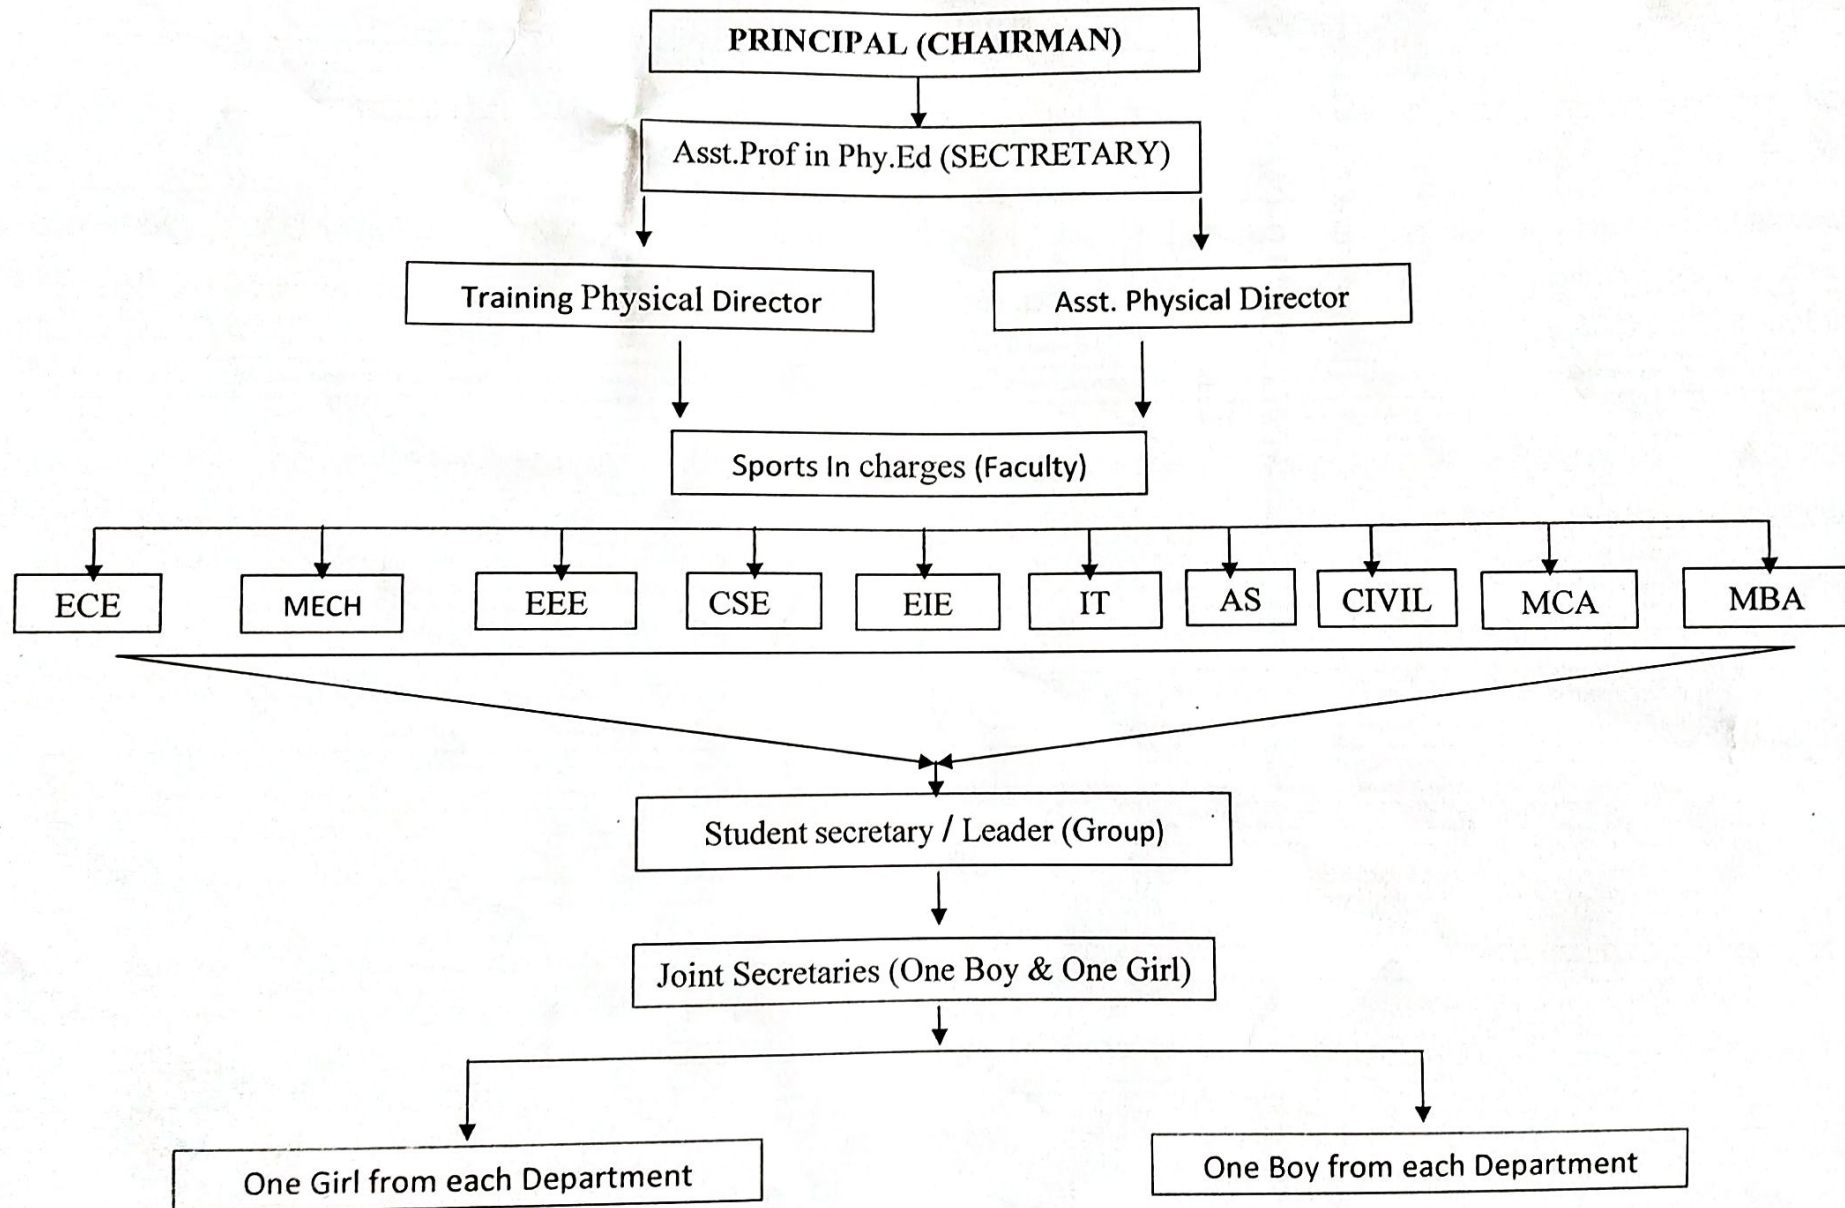 PRINCIPAL (CHAIRMAN)
Asst.Prof in Phy.Ed (SECTRETARY)
Training Physical Director
Asst. Physical Director
Sports In charges (Faculty)
ECE
MECH
EEE
CSE
EIE
IT
AS
CIVIL
MCA
MBA
Student secretary / Leader (Group)
Joint Secretaries (One Boy & One Girl)
One Girl from each Department
One Boy from each Department